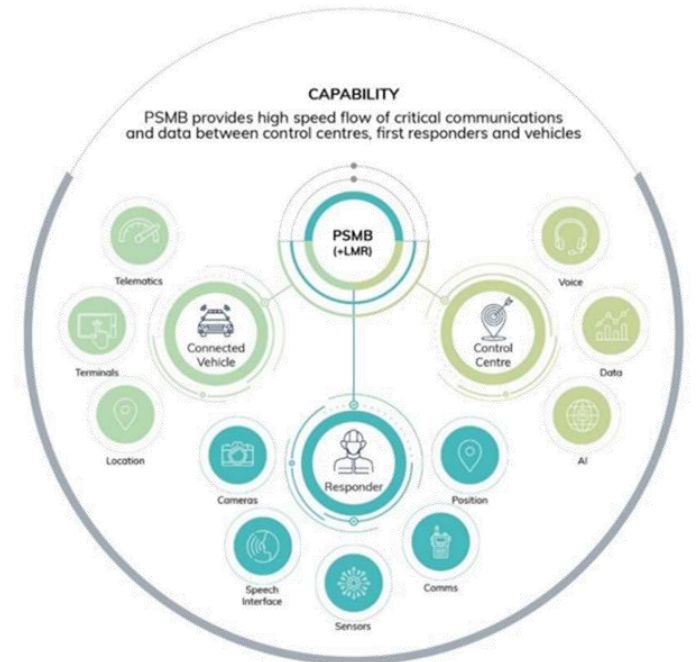 CAPABILITY
PSMB provides high speed flow of critical communications
and data between control centres, first responders and vehicles
PSMB
(+LMR)
Telematics
Voice
Connected
Vehicle
Control
Centre
Terminals
Data
Location
AI
Responder
Cameras
Position
Speech
Interface
Comms
Sensors